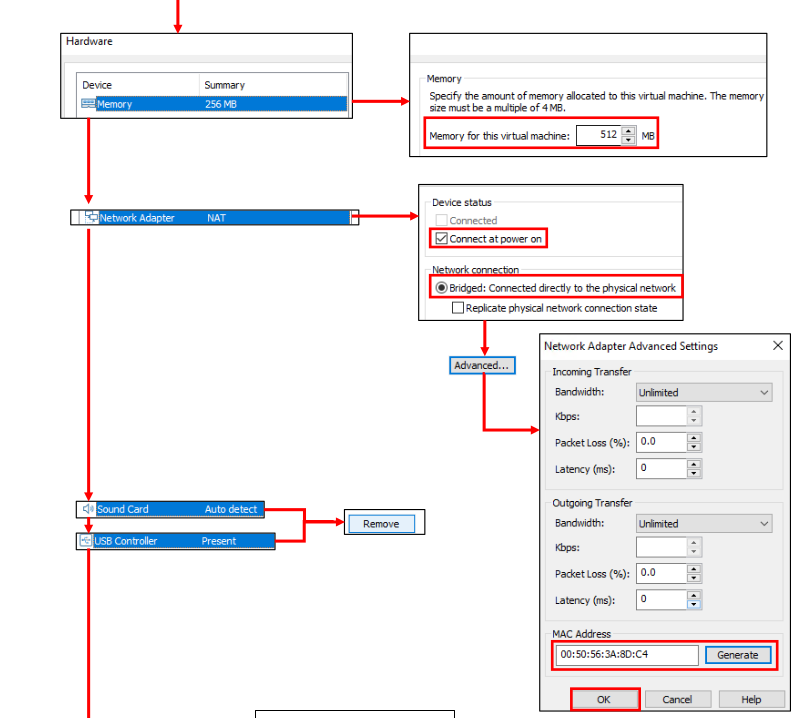 Hardware
Device Summary
Memory 256 MB
Memory
Specify the amount of memory allocated to this virtual machine. The memory
size must be a multiple of 4 MB.
Memory for this virtual machine: 512 MB
Network Adapter NAT
Device status
Connected
Connect at power on
Network connection
Bridged: Connected directly to the physical network
Replicate physical network connection state
Advanced...
Network Adapter Advanced Settings
Incoming Transfer
Bandwidth: Unlimited
Kbps:
Packet Loss (%): 0.0
Latency (ms): 0
Outgoing Transfer
Bandwidth: Unlimited
Kbps:
Packet Loss (%): 0.0
Latency (ms): 0
MAC Address
00:50:56:3A:8D:C4 Generate
OK Cancel Help
Sound Card Auto detect
USB Controller Present
Remove